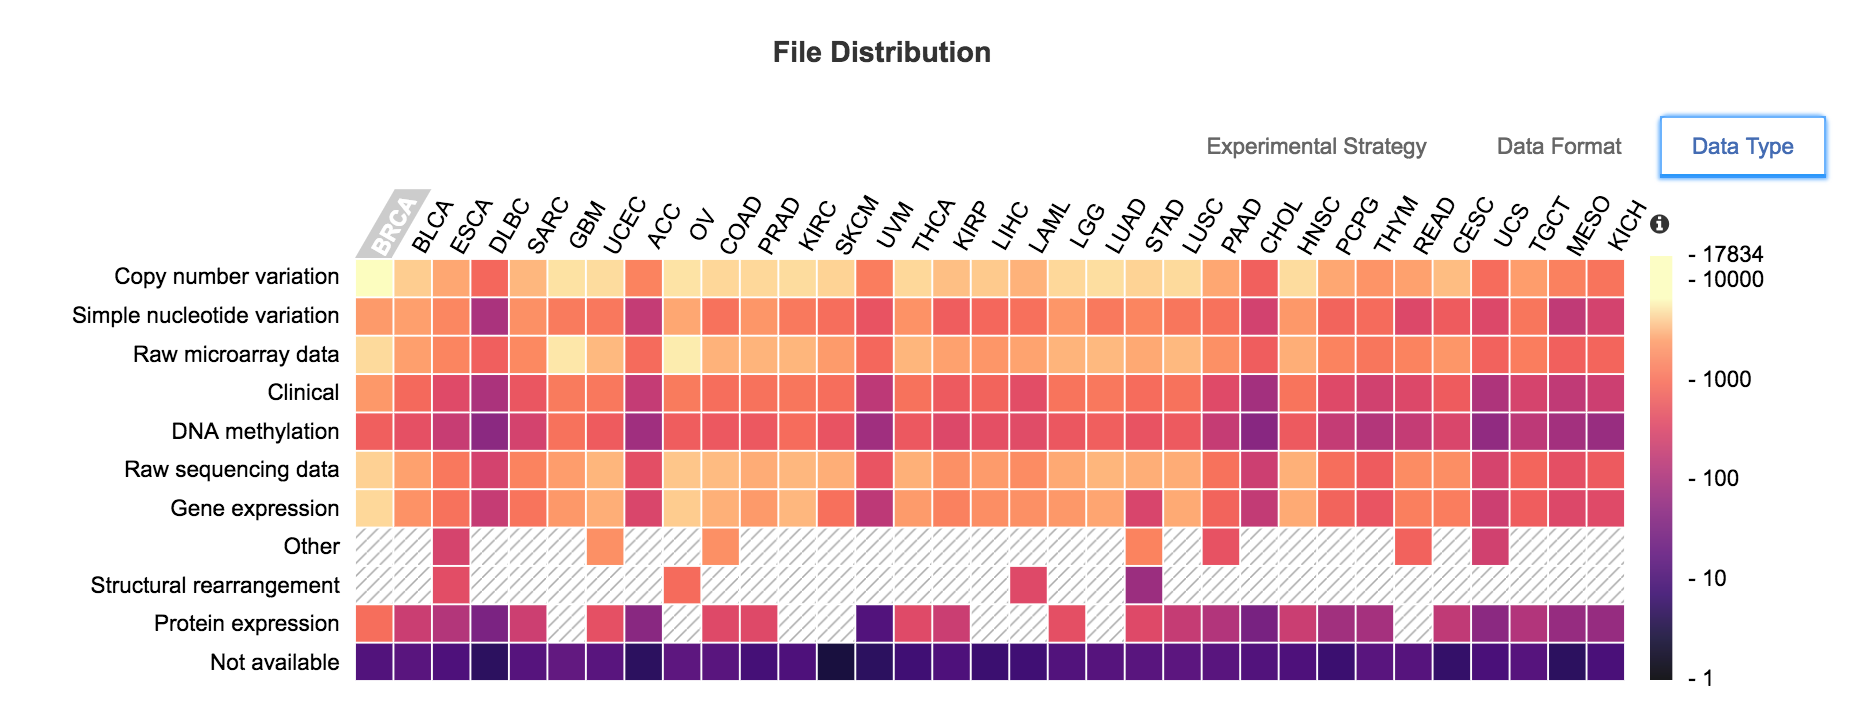 File Distribution
Experimental Strategy Data Format Data Type
BRCA BLCA ESCA DLBC SARC GBM UCEC ACC OV COAD PRAD KIRC SKCM UVM THCA KIRP LIHC LAML LGG LUAD STAD LUSC PAAD CHOL HNSC PCPG THYM READ CESC UCS TGCT MESO KICH
- 17834
Copy number variation - 10000
Simple nucleotide variation
Raw microarray data
- 1000
Clinical
DNA methylation
Raw sequencing data
- 100
Gene expression
Other
- 10
Structural rearrangement
Protein expression
Not available
- 1